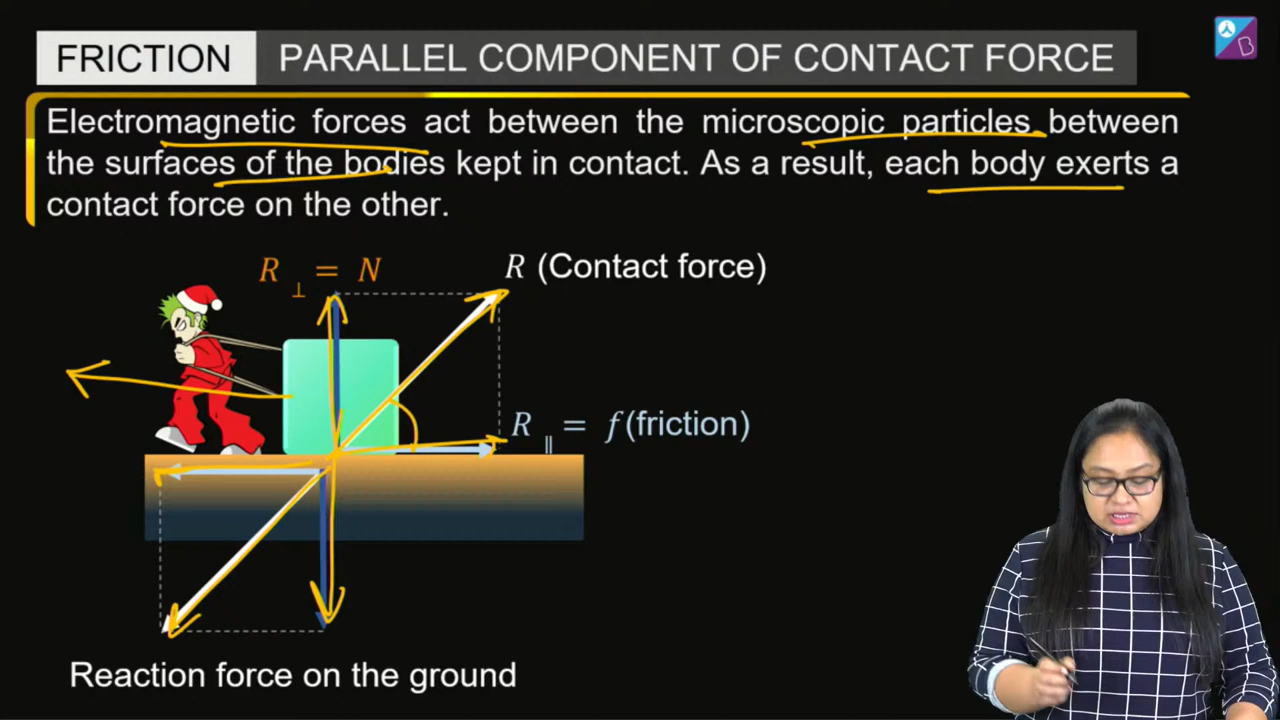 FRICTION PARALLEL COMPONENT OF CONTACT FORCE
Electromagnetic forces act between the microscopic particles between
the surfaces of the bodies kept in contact. As a result, each body exerts a
contact force on the other.
R⊥ = N
R (Contact force)
R∥ = f(friction)
Reaction force on the ground
B